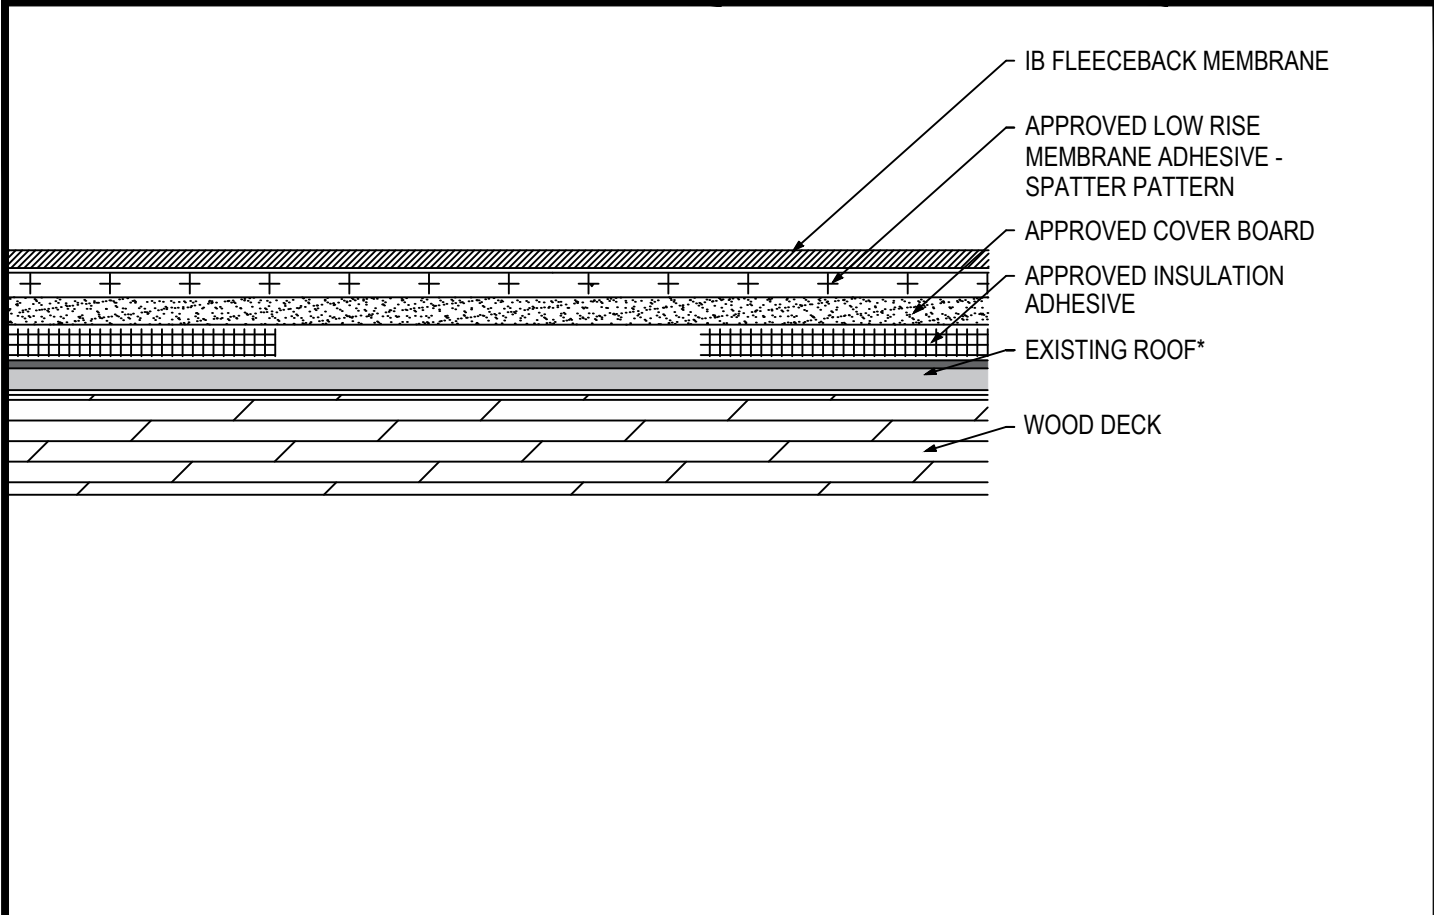 IB FLEECEBACK MEMBRANE
APPROVED LOW RISE
MEMBRANE ADHESIVE -
SPATTER PATTERN
APPROVED COVER BOARD
APPROVED INSULATION
ADHESIVE
EXISTING ROOF*
WOOD DECK